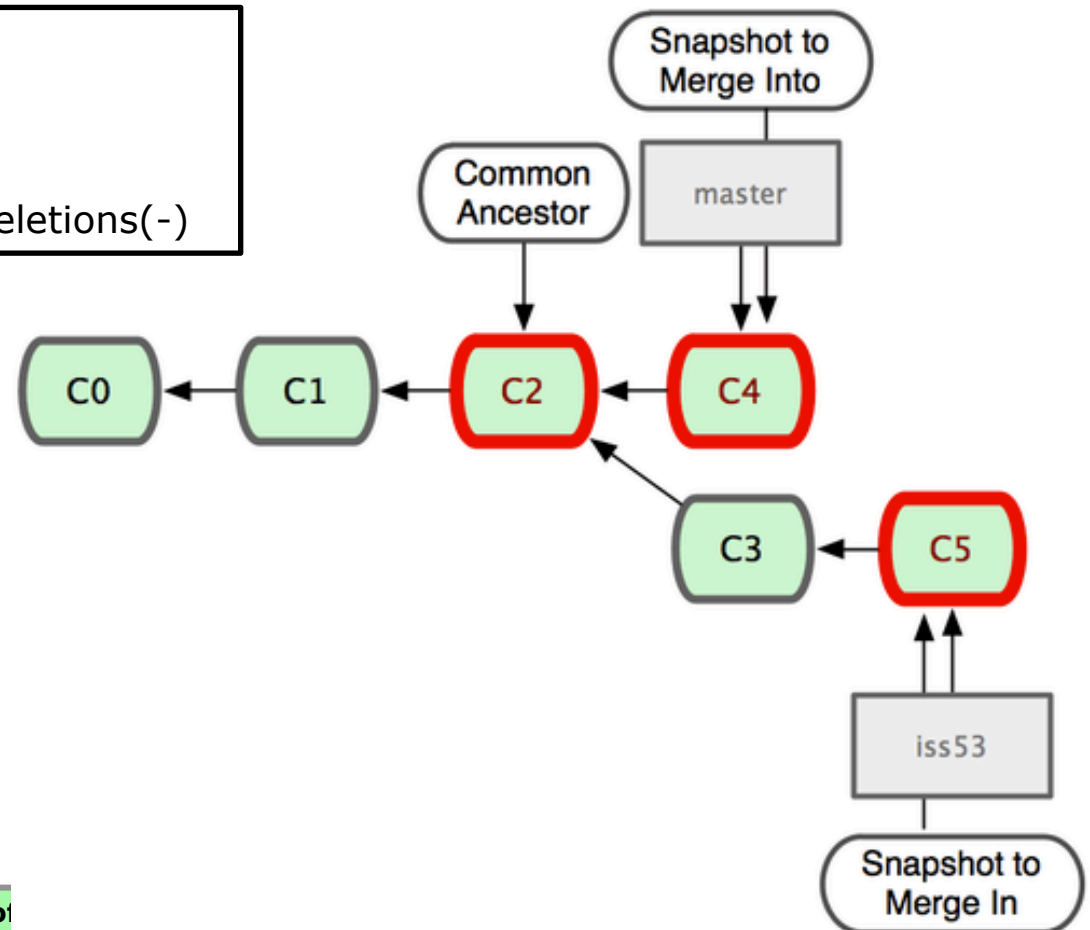 Snapshot to
Merge Into
Common
Ancestor
master
eletions(-)
C0
C1
C2
C4
C3
C5
iss53
Snapshot to
Merge In